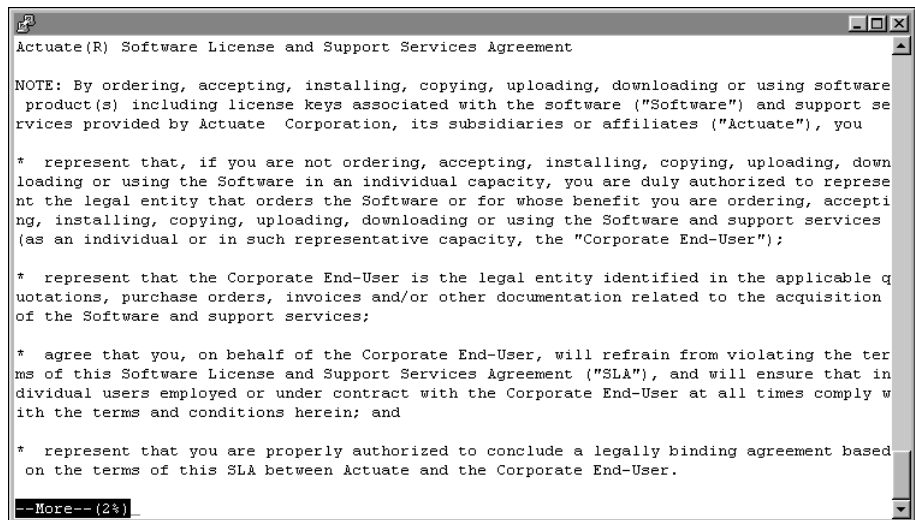 Actuate(R) Software License and Support Services Agreement
NOTE: By ordering, accepting, installing, copying, uploading, downloading or using software
 product(s) including license keys associated with the software ("Software") and support se
rvices provided by Actuate  Corporation, its subsidiaries or affiliates ("Actuate"), you
*  represent that, if you are not ordering, accepting, installing, copying, uploading, down
loading or using the Software in an individual capacity, you are duly authorized to represe
nt the legal entity that orders the Software or for whose benefit you are ordering, accepti
ng, installing, copying, uploading, downloading or using the Software and support services
(as an individual or in such representative capacity, the "Corporate End-User");
*  represent that the Corporate End-User is the legal entity identified in the applicable q
uotations, purchase orders, invoices and/or other documentation related to the acquisition
of the Software and support services;
*  agree that you, on behalf of the Corporate End-User, will refrain from violating the ter
ms of this Software License and Support Services Agreement ("SLA"), and will ensure that in
dividual users employed or under contract with the Corporate End-User at all times comply w
ith the terms and conditions herein; and
*  represent that you are properly authorized to conclude a legally binding agreement based
 on the terms of this SLA between Actuate and the Corporate End-User.
--More--(2%)